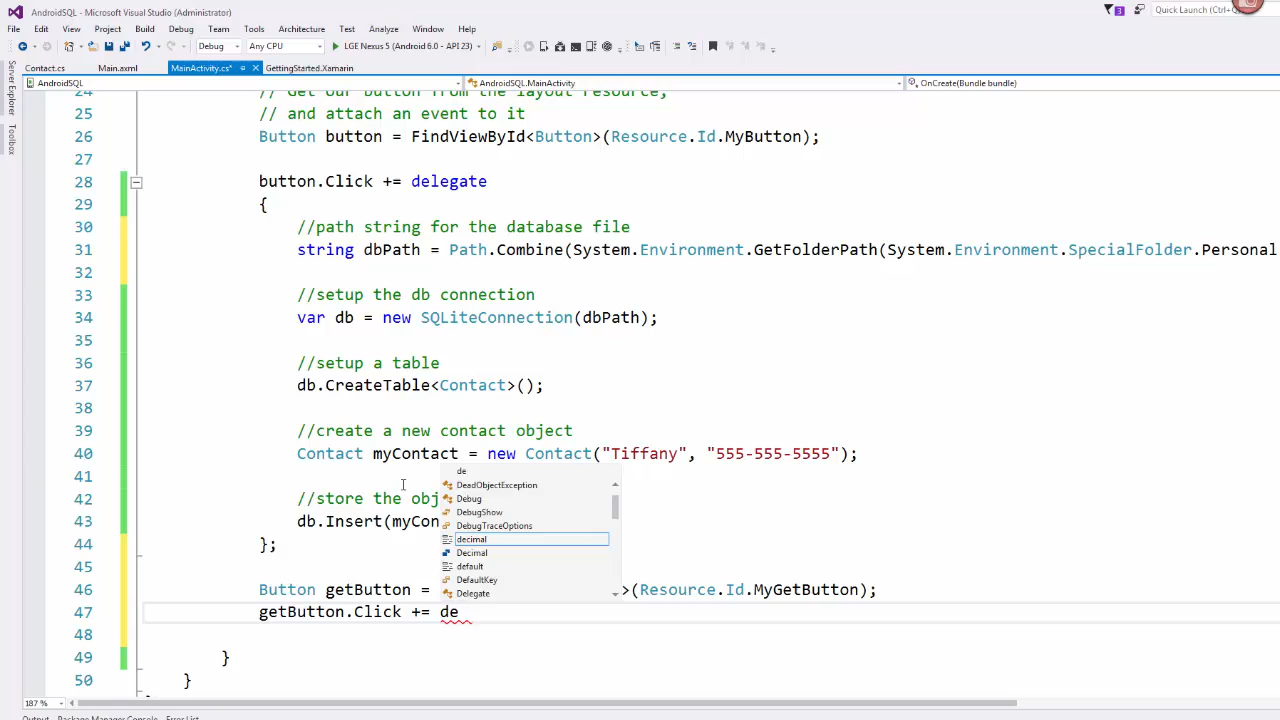 AndroidSQL - Microsoft Visual Studio (Administrator)
3
Quick Launch (Ctrl+
File Edit View Project Build Debug Team Tools Architecture Test Analyze Window Help
Debug Any CPU LGE Nexus 5 (Android 6.0 - API 23)
Contact.cs Main.axml MainActivity.cs* GettingStarted.Xamarin
AndroidSQL AndroidSQL.MainActivity OnCreate(Bundle bundle)
Server Explorer
Toolbox
24 // Get our button from the layout resource,
25 // and attach an event to it
26 Button button = FindViewById<Button>(Resource.Id.MyButton);
27
28 button.Click += delegate
29 {
30 //path string for the database file
31 string dbPath = Path.Combine(System.Environment.GetFolderPath(System.Environment.SpecialFolder.Personal
32
33 //setup the db connection
34 var db = new SQLiteConnection(dbPath);
35
36 //setup a table
37 db.CreateTable<Contact>();
38
39 //create a new contact object
40 Contact myContact = new Contact("Tiffany", "555-555-5555");
41
42 //store the obj
43 db.Insert(myCon
44 };
45
46 Button getButton = >(Resource.Id.MyGetButton);
47 getButton.Click += de
48
49 }
50 }
de
DeadObjectException
Debug
DebugShow
DebugTraceOptions
decimal
Decimal
default
DefaultKey
Delegate
187 %
Output Package Manager Console Error List